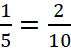 1/5 = 2/10